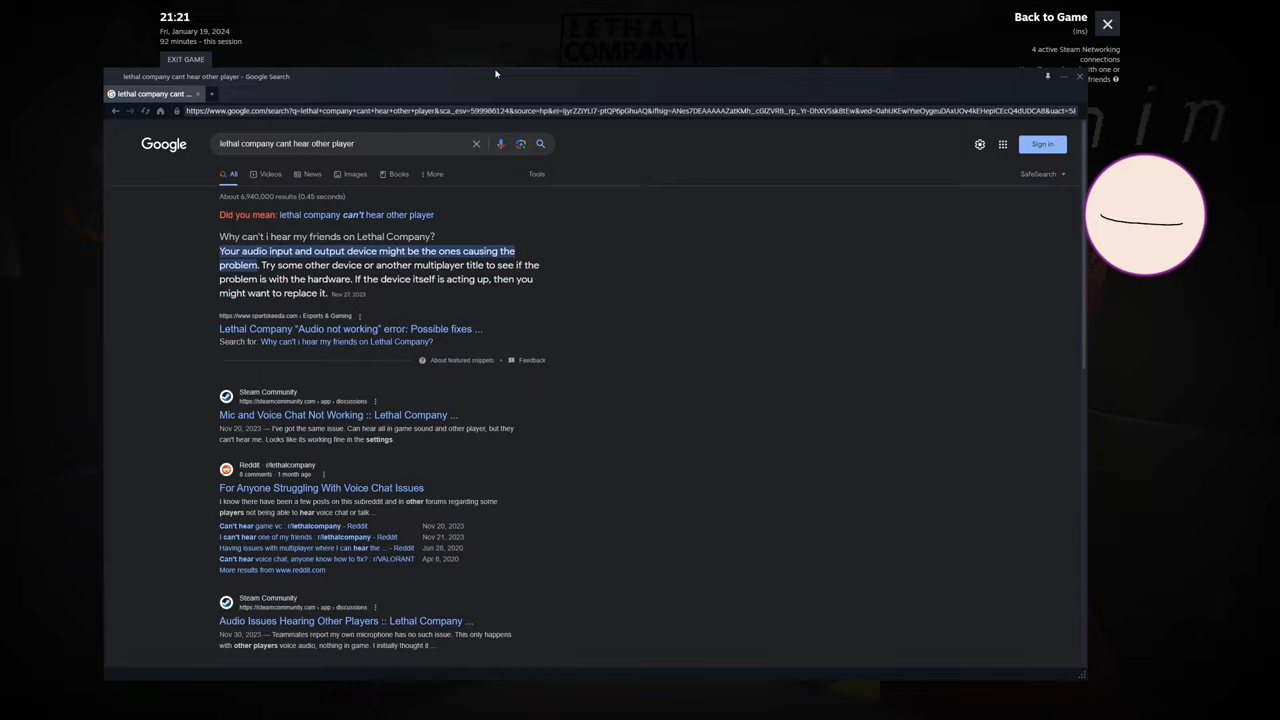 21:21
Fri, January 19, 2024
92 minutes - this session
EXIT GAME
LETHAL
COMPANY
Back to Game
(Ins)
4 active Steam Networking
connections
with one or
lethal company cant hear other player - Google Search
lethal company cant ...
Google
lethal company cant hear other player
Sign in
All
Videos
News
Images
Books
More
Tools
SafeSearch
About 6,940,000 results (0.45 seconds)
Did you mean: lethal company can't hear other player
Why can't i hear my friends on Lethal Company?
Your audio input and output device might be the ones causing the
problem. Try some other device or another multiplayer title to see if the
problem is with the hardware. If the device itself is acting up, then you
might want to replace it. Nov 27, 2023
https://www.sportskeeda.com › Esports & Gaming
Lethal Company "Audio not working" error: Possible fixes ...
Search for: Why can't i hear my friends on Lethal Company?
About featured snippets • Feedback
Steam Community
https://steamcommunity.com › app › discussions
Mic and Voice Chat Not Working :: Lethal Company ...
Nov 20, 2023 — I've got the same issue. Can hear all in game sound and other player, but they
can't hear me. Looks like its working fine in the settings.
Reddit · r/lethalcompany
8 comments · 1 month ago
For Anyone Struggling With Voice Chat Issues
I know there have been a few posts on this subreddit and in other forums regarding some
players not being able to hear voice chat or talk ...
Can't hear game vc : r/lethalcompany - Reddit Nov 20, 2023
I can't hear one of my friends : r/lethalcompany - Reddit Nov 21, 2023
Having issues with multiplayer where I can hear the ... - Reddit Jun 28, 2020
Can't hear voice chat, anyone know how to fix? : r/VALORANT Apr 8, 2020
More results from www.reddit.com
Steam Community
https://steamcommunity.com › app › discussions
Audio Issues Hearing Other Players :: Lethal Company ...
Nov 30, 2023 — Teammates report my own microphone has no such issue. This only happens
with other players voice audio, nothing in game. I initially thought it ...